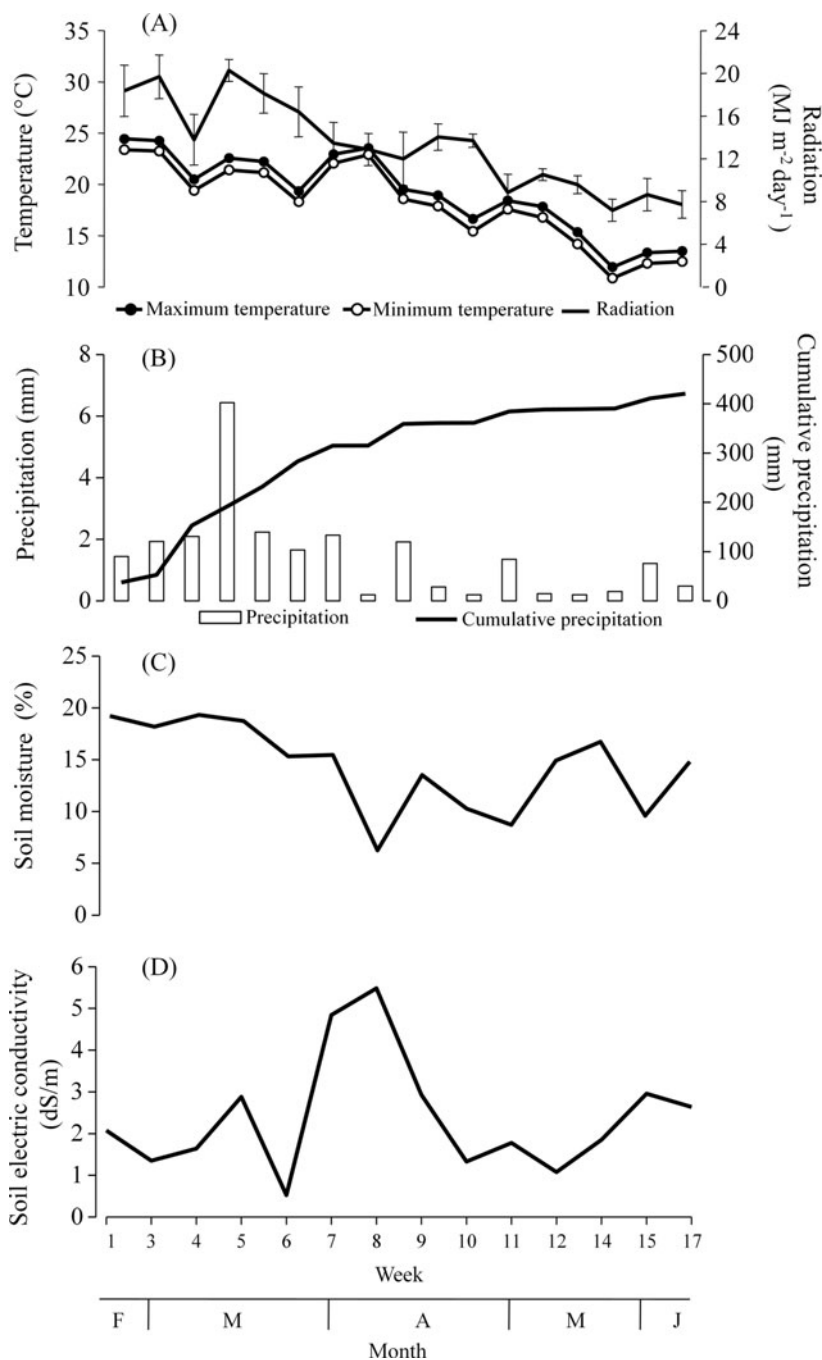 (A)
35
30
25
20
15
10
Temperature (°C)
24
20
16
12
8
4
0
Radiation
(MJ m-2 day-1)
Maximum temperature Minimum temperature Radiation
(B)
8
6
4
2
0
Precipitation (mm)
500
400
300
200
100
0
Cumulative precipitation
(mm)
Precipitation Cumulative precipitation
(C)
25
20
15
10
5
0
Soil moisture (%)
(D)
6
5
4
3
2
1
0
Soil electric conductivity
(dS/m)
1 3 4 5 6 7 8 9 10 11 12 14 15 17
Week
F M A M J
Month